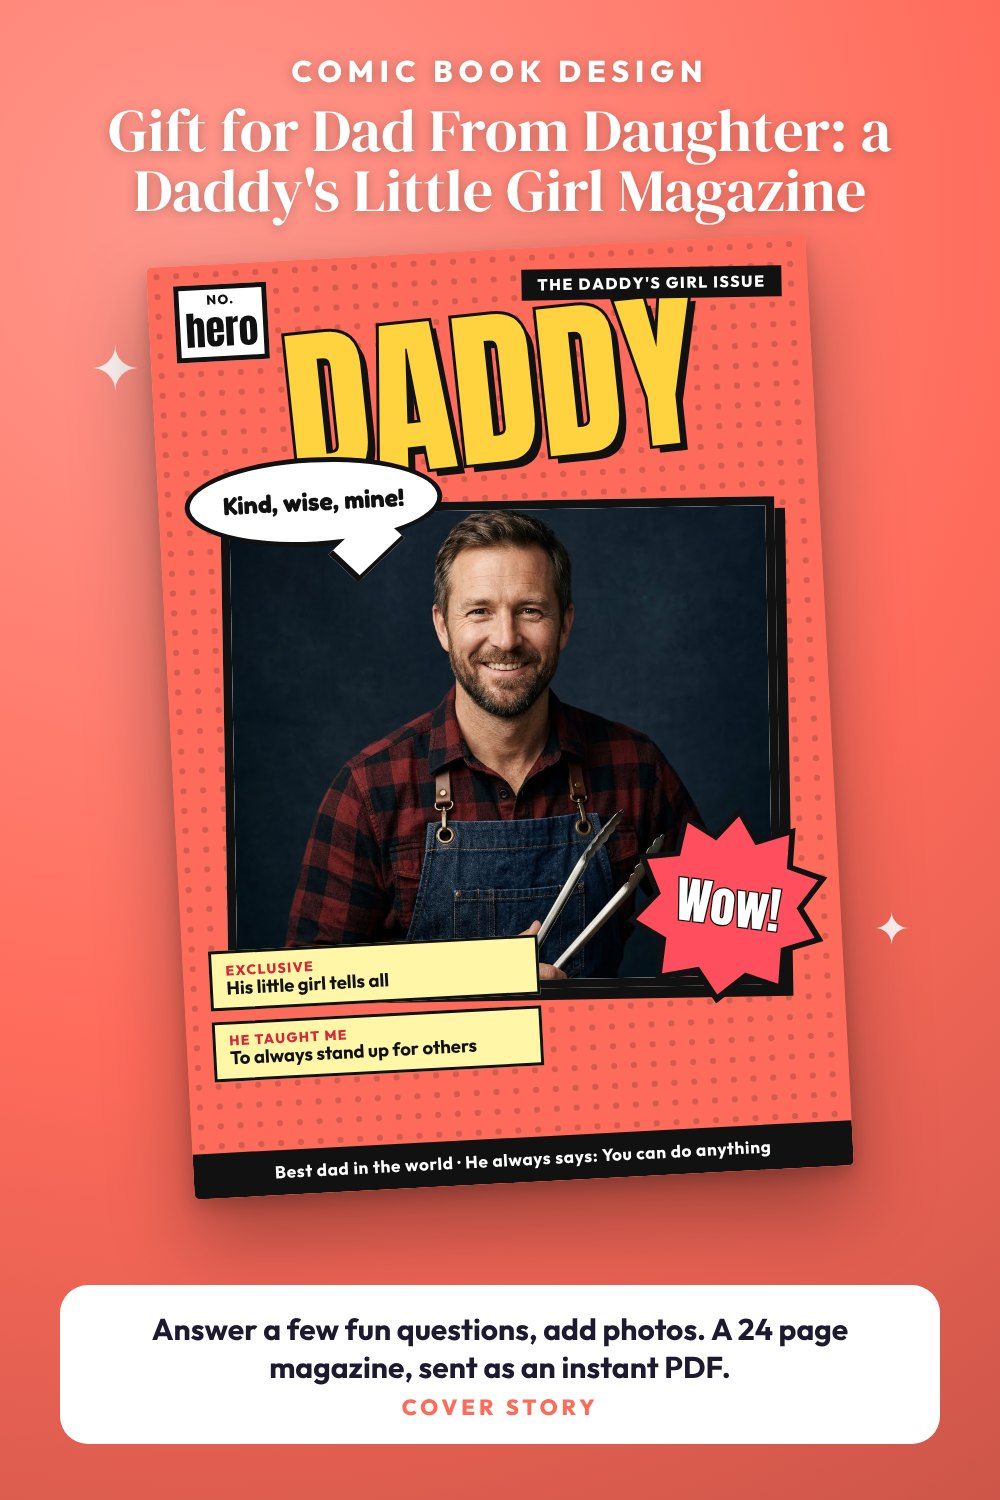 COMIC BOOK DESIGN
Gift for Dad From Daughter: a
Daddy's Little Girl Magazine
THE DADDY'S GIRL ISSUE
NO.
hero
DADDY
Kind, wise, mine!
Wow!
EXCLUSIVE
His little girl tells all
HE TAUGHT ME
To always stand up for others
Best dad in the world · He always says: You can do anything
Answer a few fun questions, add photos. A 24 page
magazine, sent as an instant PDF.
COVER STORY